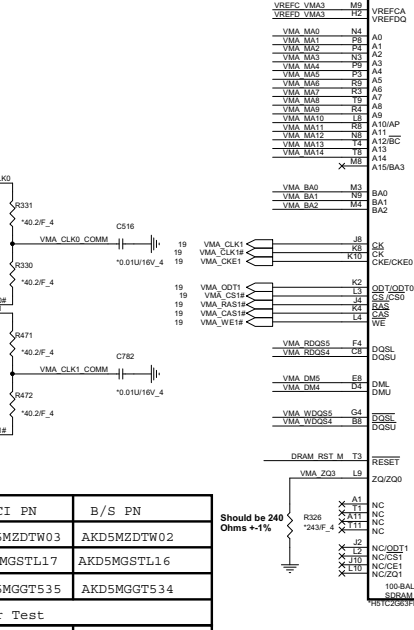 VREFC_VMA3 M9 VREFCA
VREFD_VMA3 H2 VREFDQ
VMA_MA0 N4 A0
VMA_MA1 P8 A1
VMA_MA2 P4 A2
VMA_MA3 N3 A3
VMA_MA4 P9 A4
VMA_MA5 P3 A5
VMA_MA6 R9 A6
VMA_MA7 R3 A7
VMA_MA8 T9 A8
VMA_MA9 R4 A9
VMA_MA10 L8 A10/AP
VMA_MA11 R8 A11
VMA_MA12 N8 A12/BC
VMA_MA13 T4 A13
VMA_MA14 T8 A14
M8 A15/BA3
VMA_BA0 M3 BA0
VMA_BA1 N9 BA1
VMA_BA2 M4 BA2
CLK0
R331
*40.2/F_4
VMA_CLK0_COMM
C516
*0.01U/16V_4
R330
*40.2/F_4
0#
19 VMA_CLK1 J8 CK
19 VMA_CLK1# K8 CK
19 VMA_CKE1 K10 CKE/CKE0
19 VMA_ODT1 K2 ODT/ODT0
19 VMA_CS1# L3 CS /CS0
19 VMA_RAS1# J4 RAS
19 VMA_CAS1# K4 CAS
19 VMA_WE1# L4 WE
R471
*40.2/F_4
VMA_CLK1_COMM
C782
*0.01U/16V_4
R472
*40.2/F_4
1#
VMA_RDQS5 F4 DQSL
VMA_RDQS4 C8 DQSU
VMA_DM5 E8 DML
VMA_DM4 D4 DMU
VMA_WDQS5 G4 DQSL
VMA_WDQS4 B8 DQSU
DRAM_RST_M T3 RESET
VMA_ZQ3 L9 ZQ/ZQ0
Should be 240
Ohms +-1%
R326
*243/F_4
A1 NC
T1 NC
A11 NC
T11 NC
J2 NC/ODT1
L2 NC/CS1
J10 NC/CE1
L10 NC/ZQ1
100-BAL
SDRAM
*H5TC2G63F
CI PN B/S PN
5MZDTW03 AKD5MZDTW02
MGSTL17 AKD5MGSTL16
5MGGT535 AKD5MGGT534
r Test